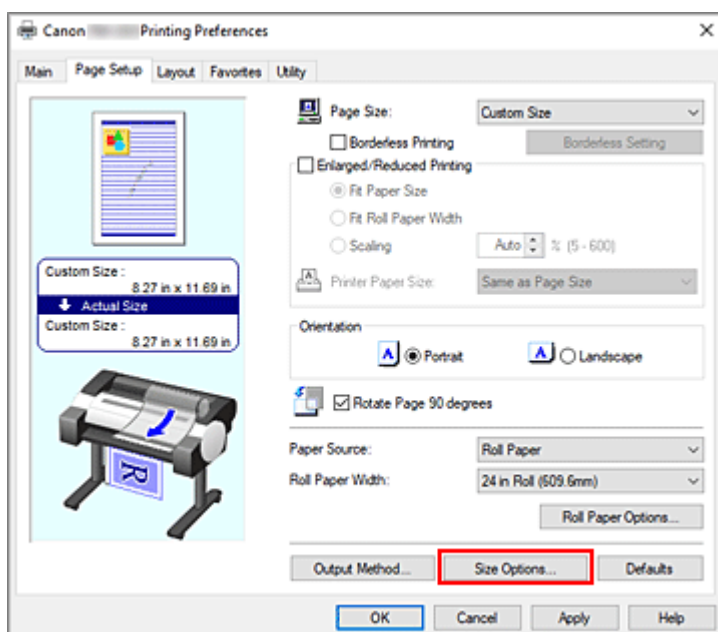 Canon Printing Preferences
Main Page Setup Layout Favorites Utility
Page Size: Custom Size
Borderless Printing Borderless Setting
Enlarged/Reduced Printing
Fit Paper Size
Fit Roll Paper Width
Scaling Auto % (5 - 600)
Printer Paper Size: Same as Page Size
Custom Size :
8.27 in x 11.69 in
Actual Size
Custom Size :
8.27 in x 11.69 in
Orientation
A Portrait A Landscape
Rotate Page 90 degrees
R
Paper Source: Roll Paper
Roll Paper Width: 24 in Roll (609.6mm)
Roll Paper Options...
Output Method... Size Options... Defaults
OK Cancel Apply Help